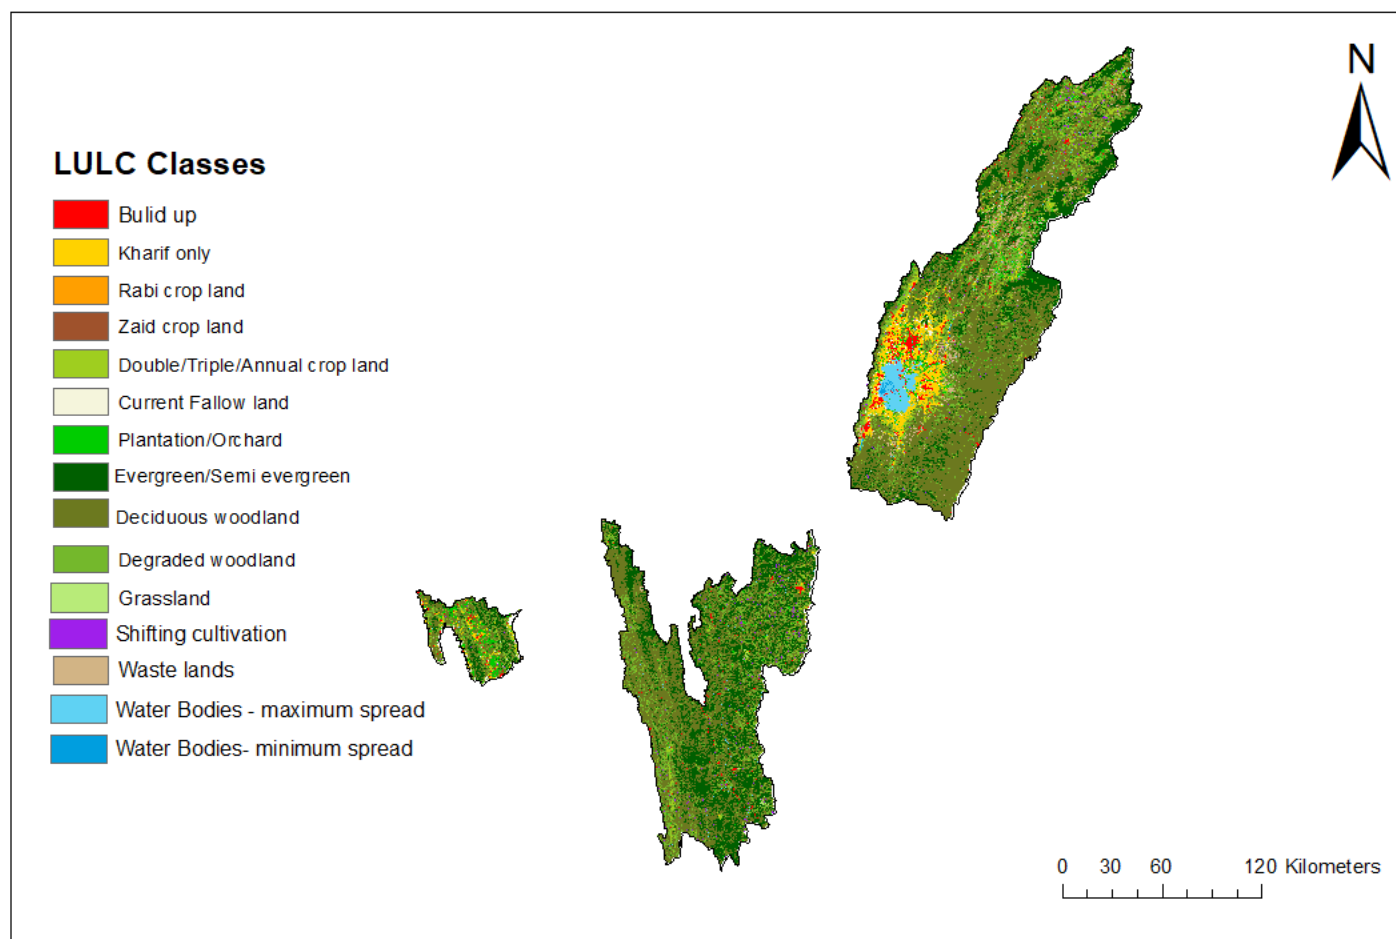 N
LULC Classes
Bulid up
Kharif only
Rabi crop land
Zaid crop land
Double/Triple/Annual crop land
Current Fallow land
Plantation/Orchard
Evergreen/Semi evergreen
Deciduous woodland
Degraded woodland
Grassland
Shifting cultivation
Waste lands
Water Bodies - maximum spread
Water Bodies- minimum spread
0 30 60 120 Kilometers